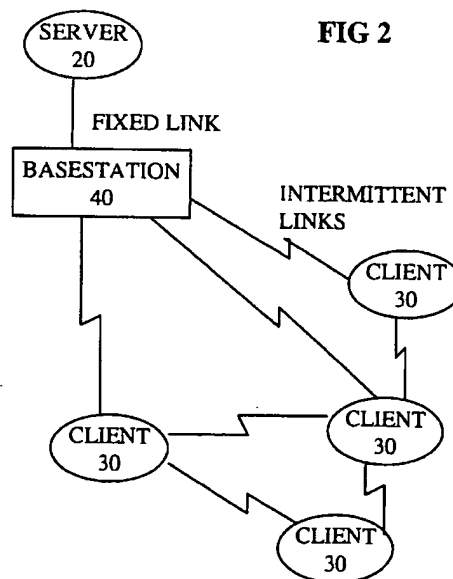 FIG 2
SERVER
20
FIXED LINK
BASESTATION
40
INTERMITTENT
LINKS
CLIENT
30
CLIENT
30
CLIENT
30
CLIENT
30